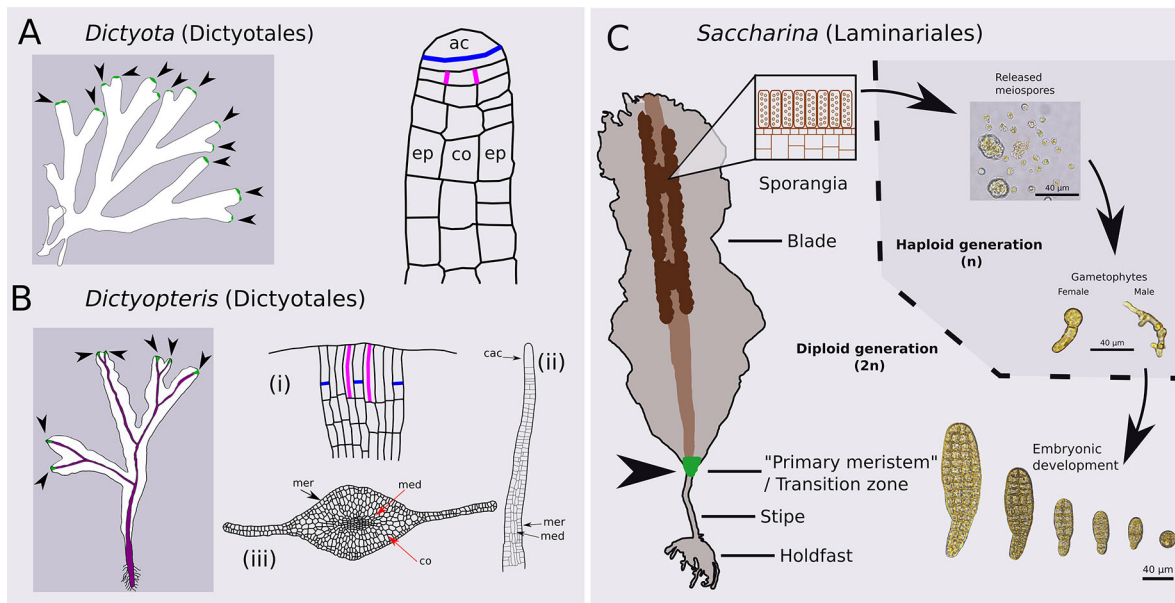 A
Dictyota (Dictyotales)
ac
ep
co
ep
B
Dictyopteris (Dictyotales)
(i)
cac
(ii)
mer
med
(iii)
co
mer
med
C
Saccharina (Laminariales)
Sporangia
Blade
Released
meiospores
40 µm
Haploid generation
(n)
Gametophytes
Female
Male
40 µm
Diploid generation
(2n)
"Primary meristem"
/ Transition zone
Stipe
Holdfast
Embryonic
development
40 µm